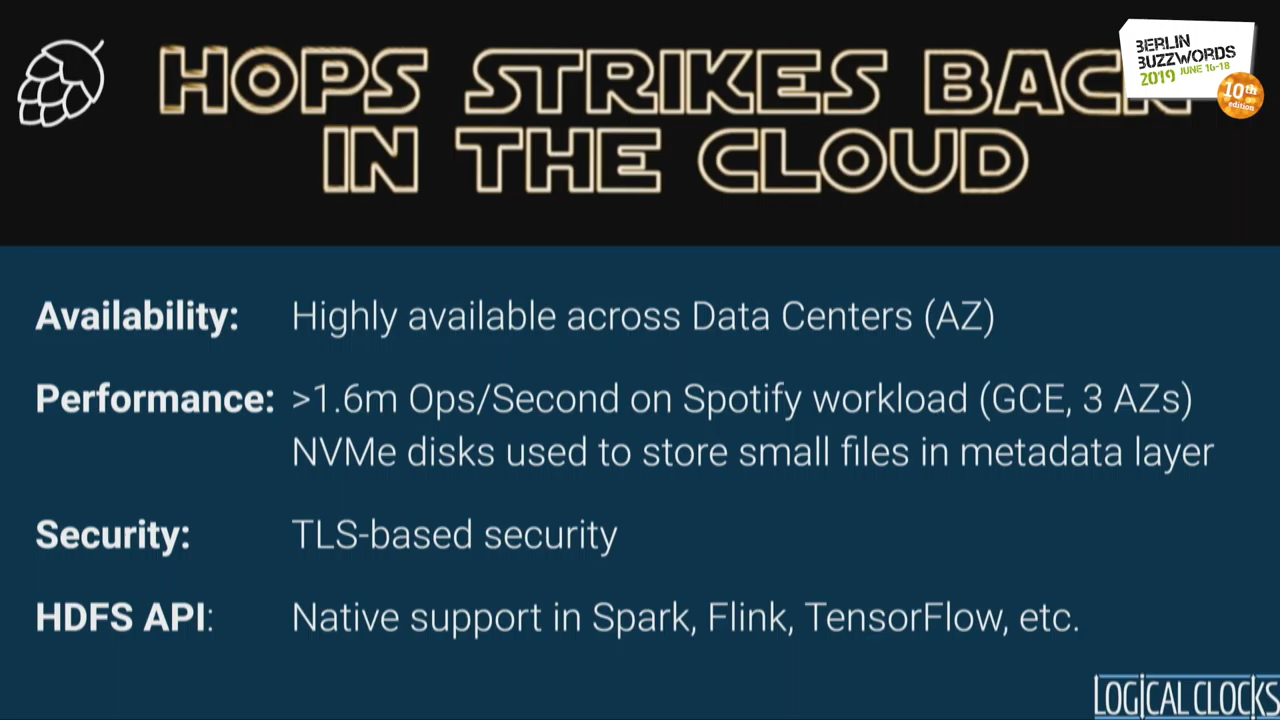 HOPS STRIKES BACK
IN THE CLOUD
BERLIN
BUZZWORDS
2019 JUNE 16-18
10th
edition
Availability: Highly available across Data Centers (AZ)
Performance: >1.6m Ops/Second on Spotify workload (GCE, 3 AZs)
NVMe disks used to store small files in metadata layer
Security: TLS-based security
HDFS API: Native support in Spark, Flink, TensorFlow, etc.
LOGICAL CLOCKS